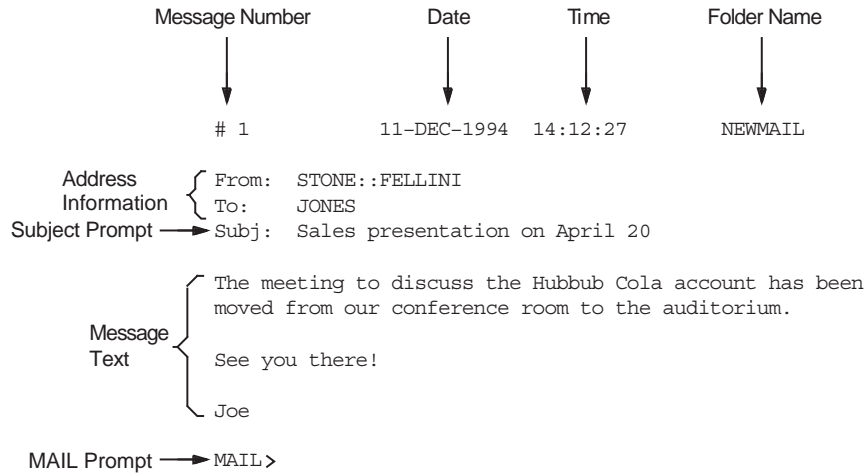 Message Number Date Time Folder Name
# 1 11–DEC–1994 14:12:27 NEWMAIL
Address Information
From: STONE::FELLINI
To: JONES
Subject Prompt Subj: Sales presentation on April 20
The meeting to discuss the Hubbub Cola account has been
moved from our conference room to the auditorium.
Message
Text
See you there!
Joe
MAIL Prompt MAIL>